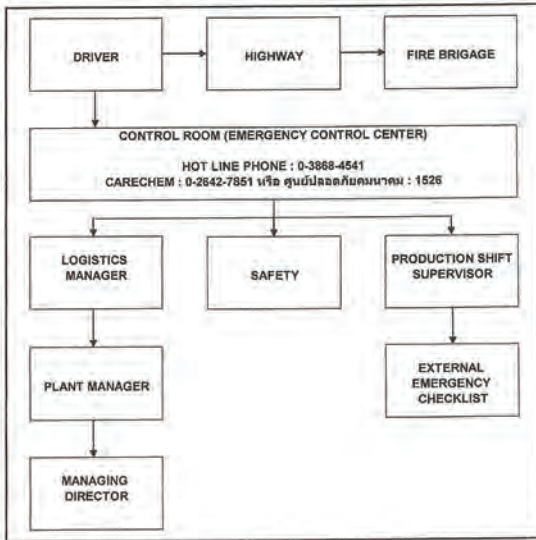 DRIVER
HIGHWAY
FIRE BRIGAGE
CONTROL ROOM (EMERGENCY CONTROL CENTER)
HOT LINE PHONE : 0-3868-4541
CARECHEM : 0-2642-7851 หรือ ศูนย์ปลอดภัยคมนาคม : 1526
LOGISTICS
MANAGER
SAFETY
PRODUCTION SHIFT
SUPERVISOR
PLANT MANAGER
EXTERNAL
EMERGENCY
CHECKLIST
MANAGING
DIRECTOR